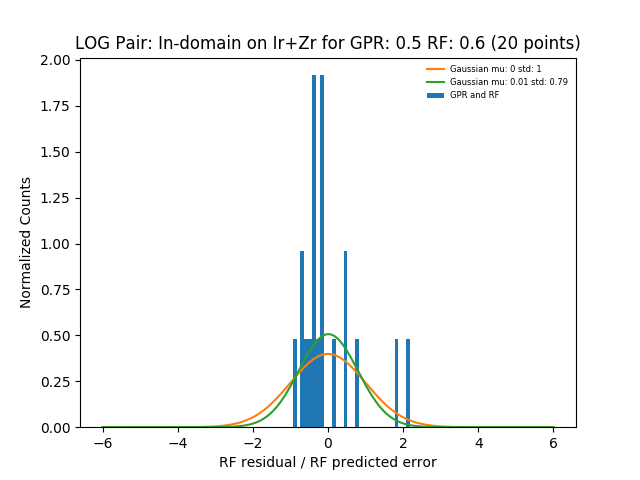 LOG Pair: In-domain on Ir+Zr for GPR: 0.5 RF: 0.6 (20 points)
Gaussian mu: 0 std: 1
Gaussian mu: 0.01 std: 0.79
GPR and RF
Normalized Counts
2.00
1.75
1.50
1.25
1.00
0.75
0.50
0.25
0.00
−6
−4
−2
0
2
4
6
RF residual / RF predicted error